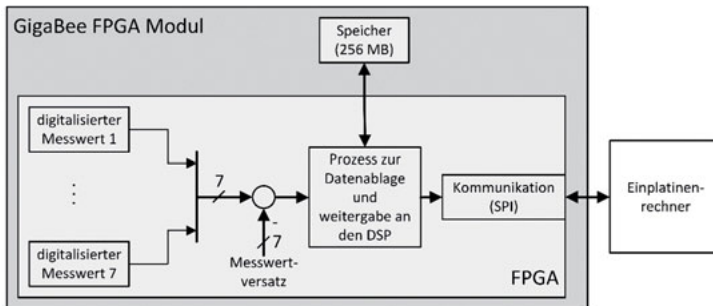 GigaBee FPGA Modul
Speicher
(256 MB)
digitalisierter
Messwert 1
⋮
digitalisierter
Messwert 7
7
-
7
Messwert-
versatz
Prozess zur
Datenablage
und
weitergabe an
den DSP
Kommunikation
(SPI)
FPGA
Einplatinen-
rechner